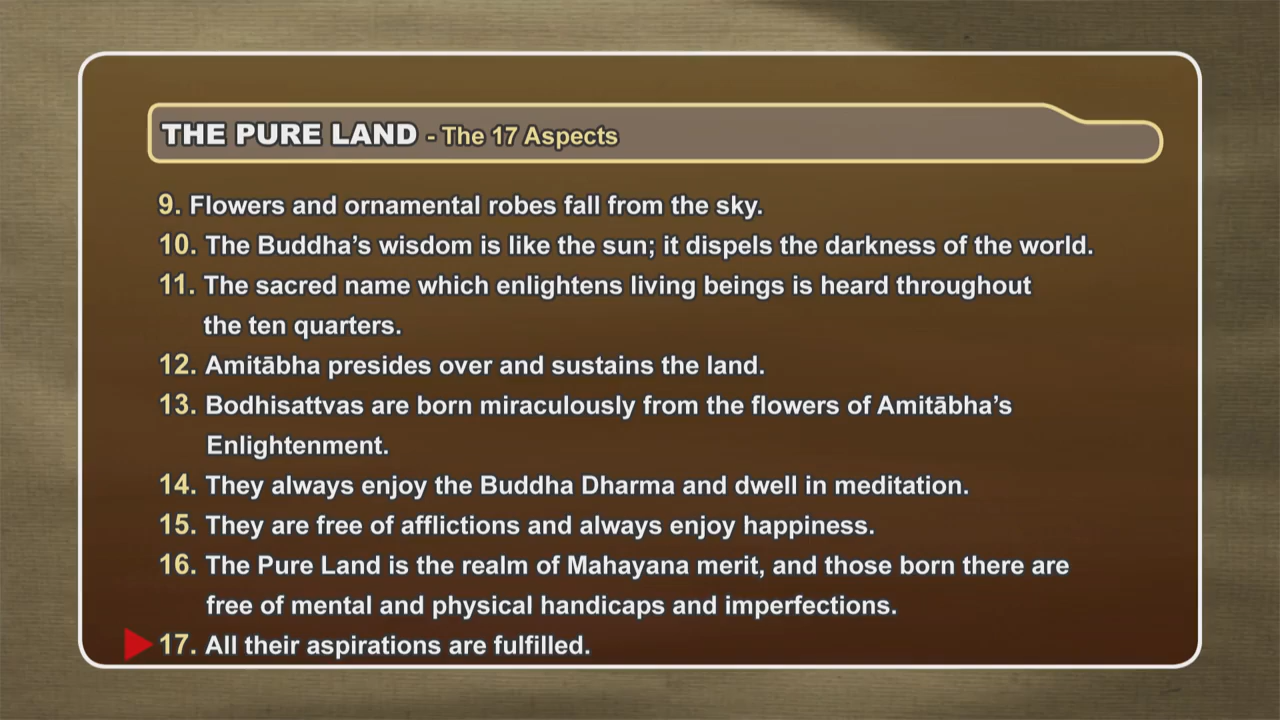 THE PURE LAND - The 17 Aspects
9. Flowers and ornamental robes fall from the sky.
10. The Buddha’s wisdom is like the sun; it dispels the darkness of the world.
11. The sacred name which enlightens living beings is heard throughout
the ten quarters.
12. Amitābha presides over and sustains the land.
13. Bodhisattvas are born miraculously from the flowers of Amitābha’s
Enlightenment.
14. They always enjoy the Buddha Dharma and dwell in meditation.
15. They are free of afflictions and always enjoy happiness.
16. The Pure Land is the realm of Mahayana merit, and those born there are
free of mental and physical handicaps and imperfections.
17. All their aspirations are fulfilled.